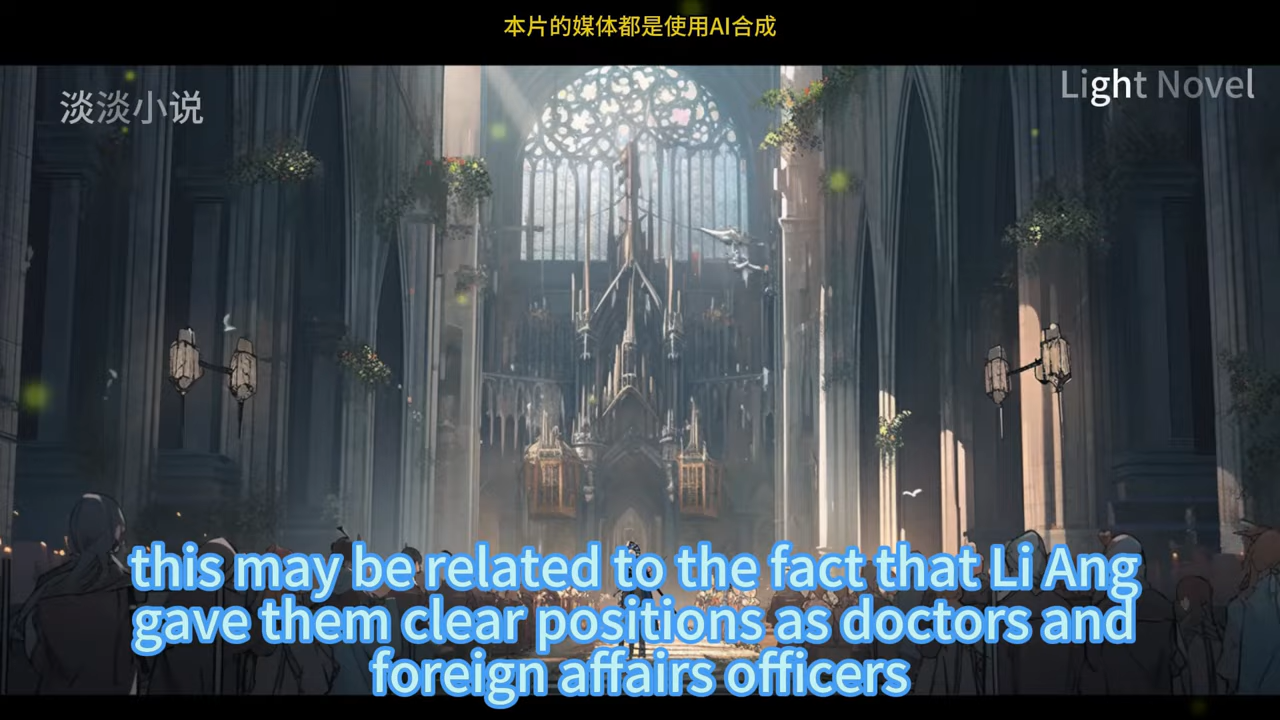 本片的媒体都是使用AI合成
淡淡小说
Light Novel
this may be related to the fact that Li Ang
gave them clear positions as doctors and
foreign affairs officers